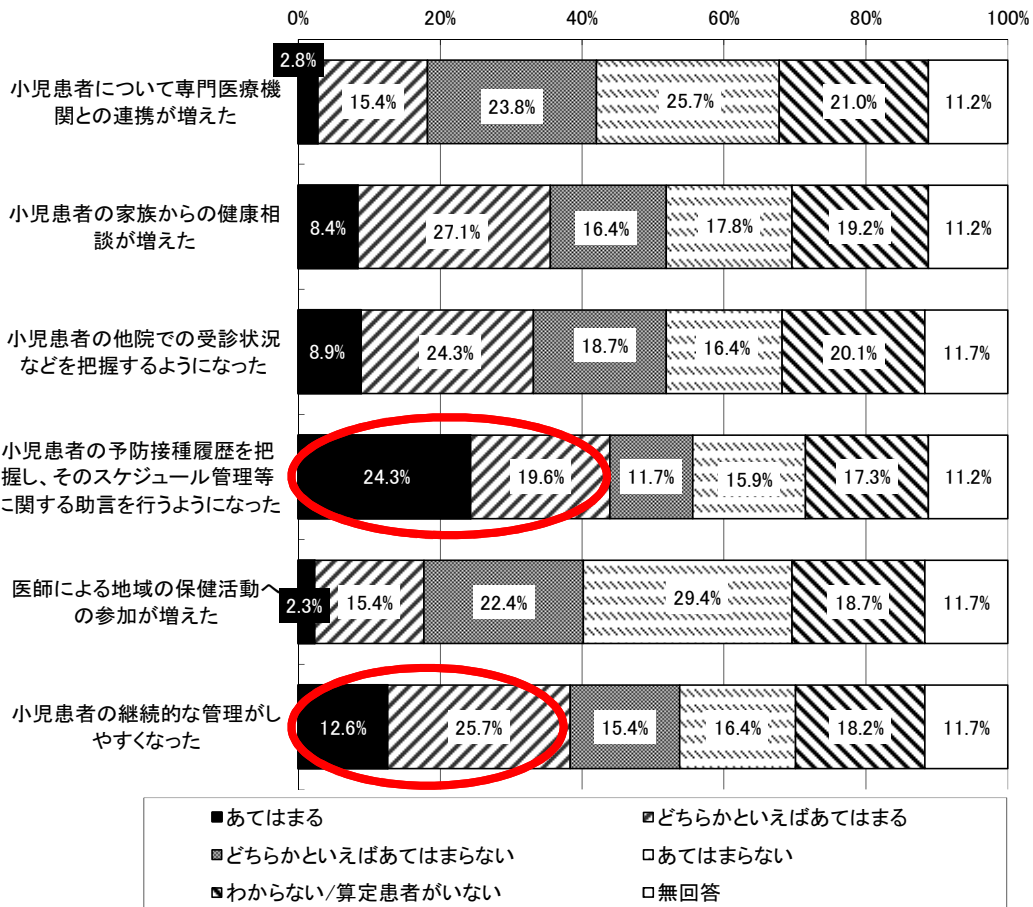 0% 20% 40% 60% 80% 100%
小児患者について専門医療機
関との連携が増えた
2.8% 15.4% 23.8% 25.7% 21.0% 11.2%
小児患者の家族からの健康相
談が増えた
8.4% 27.1% 16.4% 17.8% 19.2% 11.2%
小児患者の他院での受診状況
などを把握するようになった
8.9% 24.3% 18.7% 16.4% 20.1% 11.7%
小児患者の予防接種履歴を把
握し、そのスケジュール管理等
に関する助言を行うようになった
24.3% 19.6% 11.7% 15.9% 17.3% 11.2%
医師による地域の保健活動へ
の参加が増えた
2.3% 15.4% 22.4% 29.4% 18.7% 11.7%
小児患者の継続的な管理がし
やすくなった
12.6% 25.7% 15.4% 16.4% 18.2% 11.7%
あてはまる どちらかといえばあてはまる
どちらかといえばあてはまらない あてはまらない
わからない/算定患者がいない 無回答